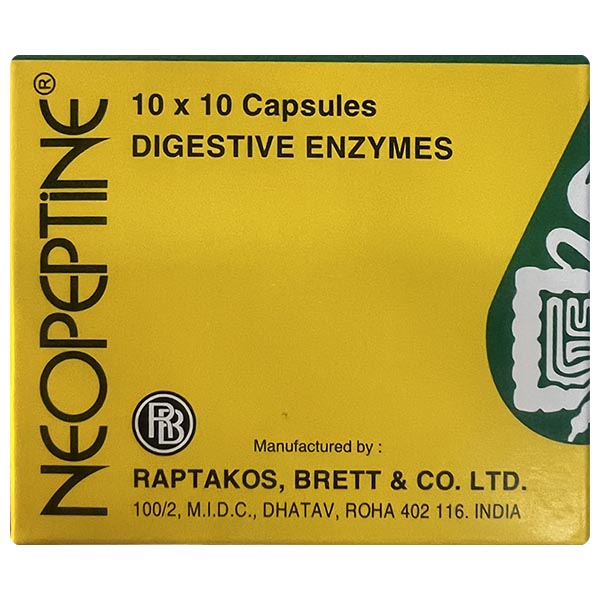 NEOPEPTiNE®
10 x 10 Capsules
DIGESTIVE ENZYMES
RB
Manufactured by :
RAPTAKOS, BRETT & CO. LTD.
100/2, M.I.D.C., DHATAV, ROHA 402 116. INDIA